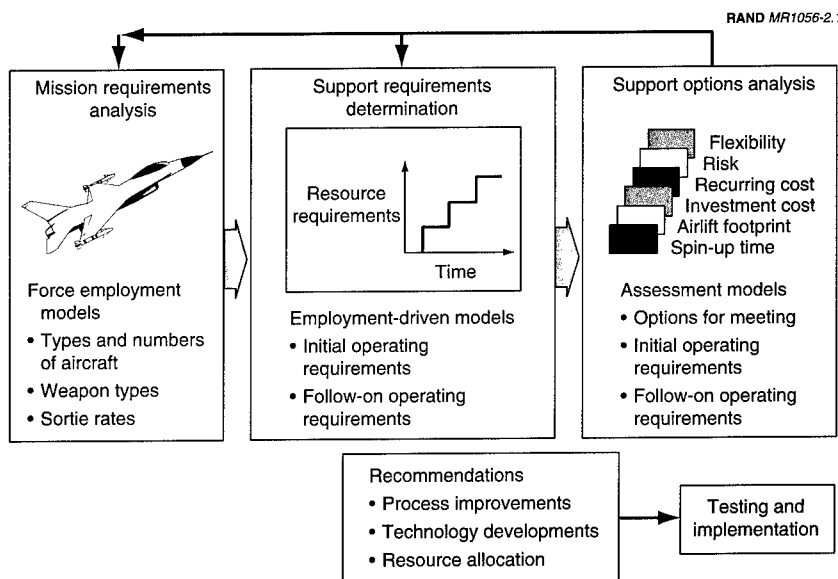 RAND MR1056-2.
Mission requirements
analysis
Force employment
models
• Types and numbers
of aircraft
• Weapon types
• Sortie rates
Support requirements
determination
Resource
requirements
Time
Employment-driven models
• Initial operating
requirements
• Follow-on operating
requirements
Support options analysis
Flexibility
Risk
Recurring cost
Investment cost
Airlift footprint
Spin-up time
Assessment models
• Options for meeting
• Initial operating
requirements
• Follow-on operating
requirements
Recommendations
• Process improvements
• Technology developments
• Resource allocation
Testing and
implementation